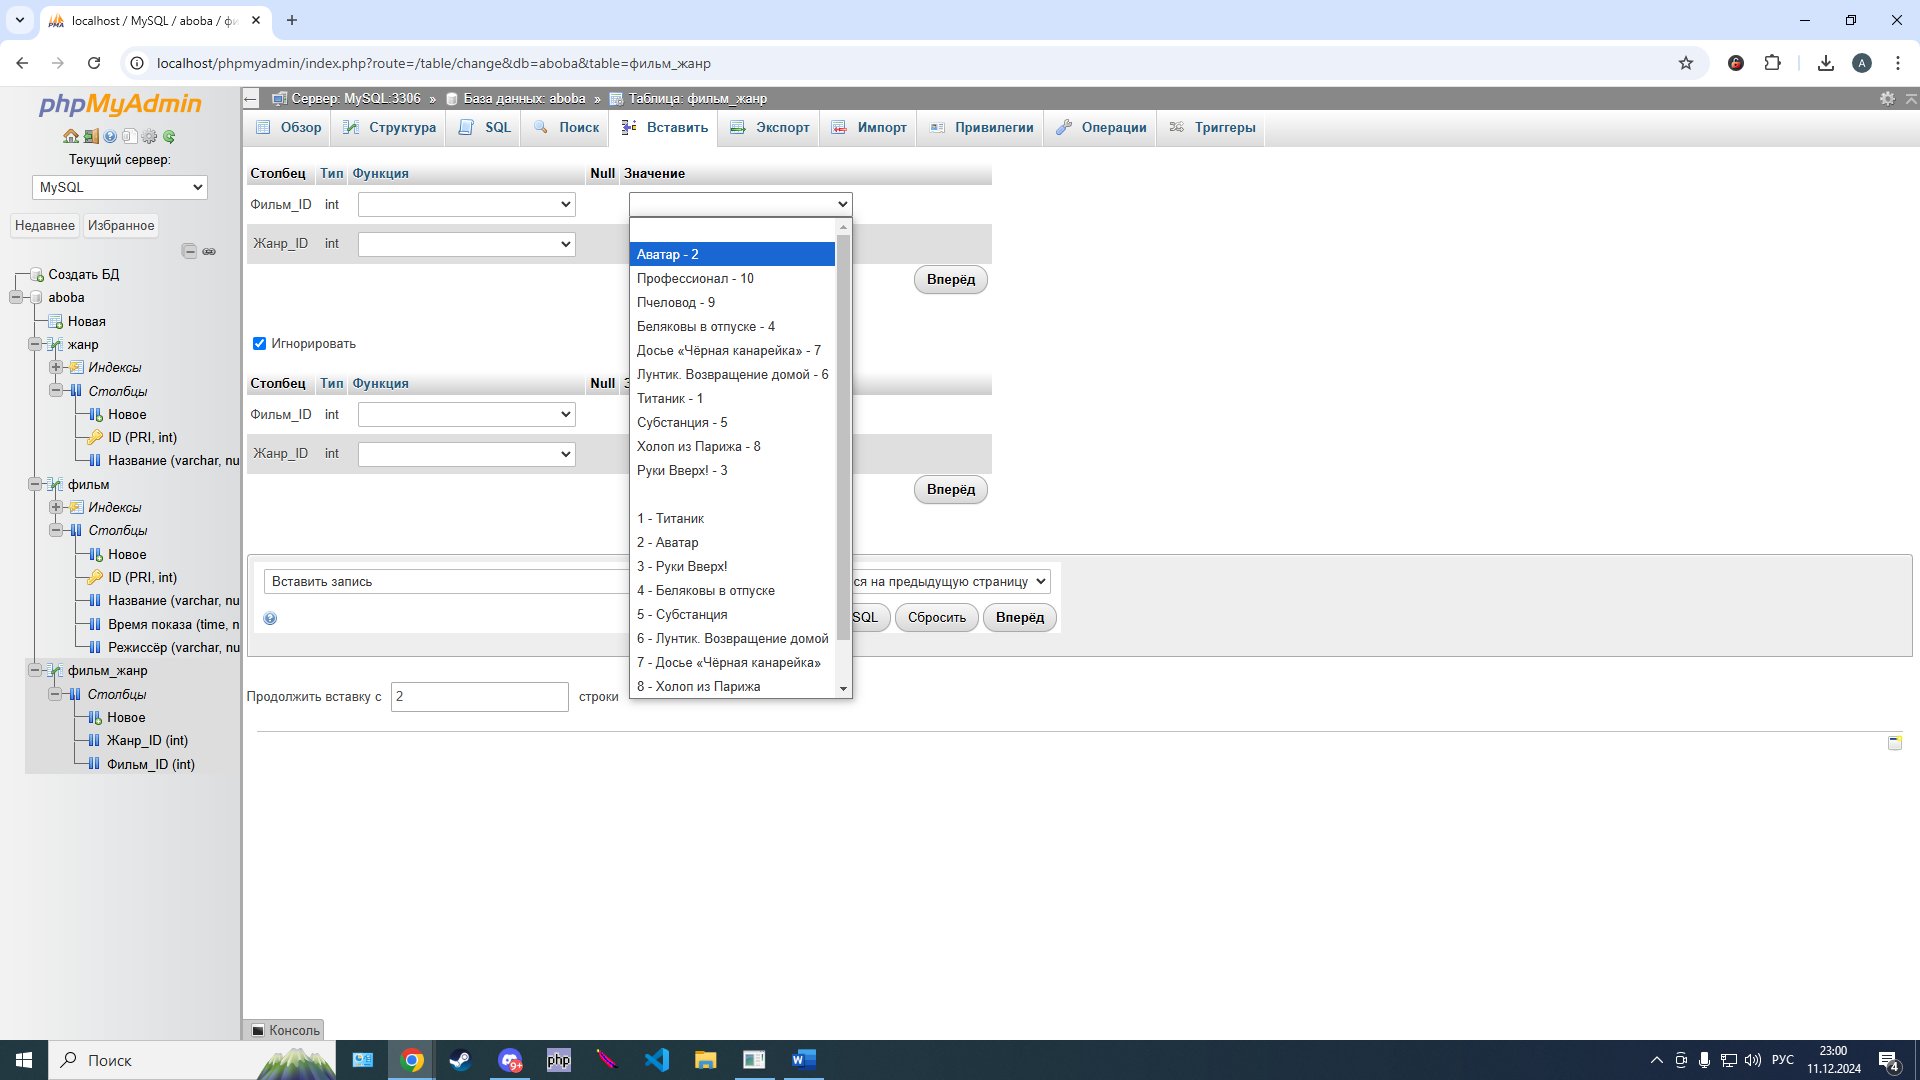 localhost / MySQL / aboba / фи
localhost/phpmyadmin/index.php?route=/table/change&db=aboba&table=фильм_жанр
A
phpMyAdmin
Текущий сервер:
MySQL
Недавнее
Избранное
Создать БД
aboba
Новая
жанр
Индексы
Столбцы
Новое
ID (PRI, int)
Название (varchar, nu
фильм
Индексы
Столбцы
Новое
ID (PRI, int)
Название (varchar, nu
Время показа (time, n
Режиссёр (varchar, nu
фильм_жанр
Столбцы
Новое
Жанр_ID (int)
Фильм_ID (int)
Сервер: MySQL:3306 » База данных: aboba » Таблица: фильм_жанр
Обзор Структура SQL Поиск Вставить Экспорт Импорт Привилегии Операции Триггеры
Столбец Тип Функция Null Значение
Фильм_ID int
Жанр_ID int
Вперёд
Игнорировать
Столбец Тип Функция Null З
Фильм_ID int
Жанр_ID int
Вперёд
Аватар - 2
Профессионал - 10
Пчеловод - 9
Беляковы в отпуске - 4
Досье «Чёрная канарейка» - 7
Лунтик. Возвращение домой - 6
Титаник - 1
Субстанция - 5
Холоп из Парижа - 8
Руки Вверх! - 3
1 - Титаник
2 - Аватар
3 - Руки Вверх!
4 - Беляковы в отпуске
5 - Субстанция
6 - Лунтик. Возвращение домой
7 - Досье «Чёрная канарейка»
8 - Холоп из Парижа
Вставить запись
ся на предыдущую страницу
SQL
Сбросить
Вперёд
Продолжить вставку с 2 строки
Консоль
Поиск
9+
php
РУС
23:00
11.12.2024
4